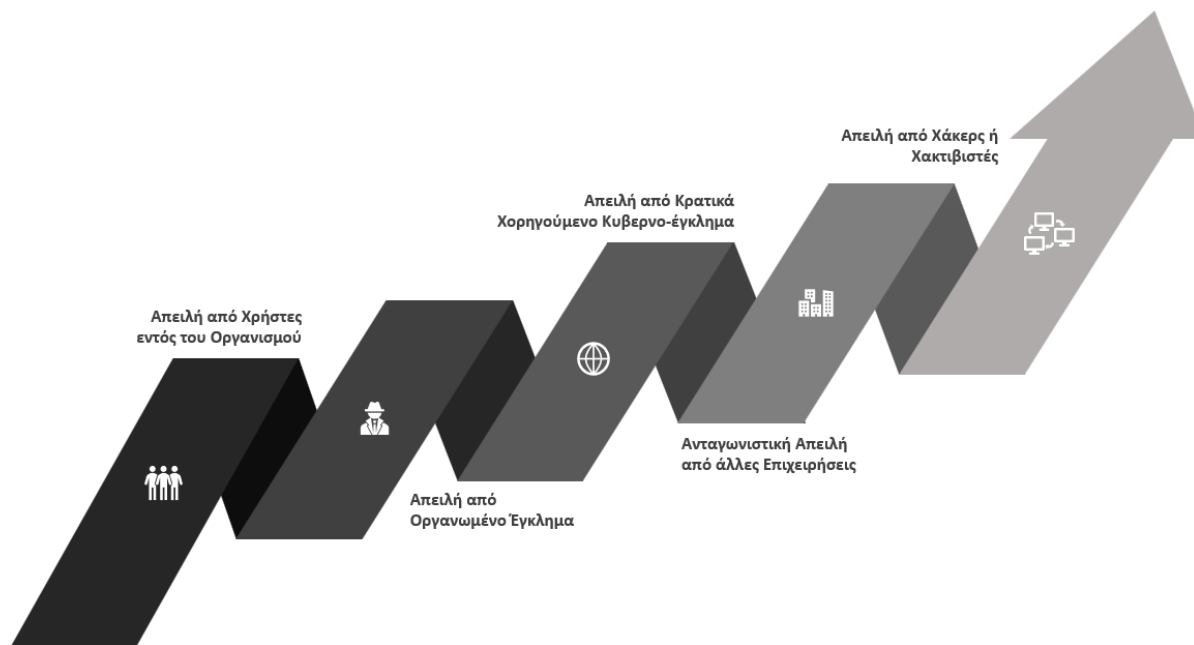 Απειλή από Χρήστες
εντός του Οργανισμού
Απειλή από
Οργανωμένο Έγκλημα
Απειλή από Κρατικά
Χορηγούμενο Κυβερνο-έγκλημα
Ανταγωνιστική Απειλή
από άλλες Επιχειρήσεις
Απειλή από Χάκερς ή
Χακτιβιστές